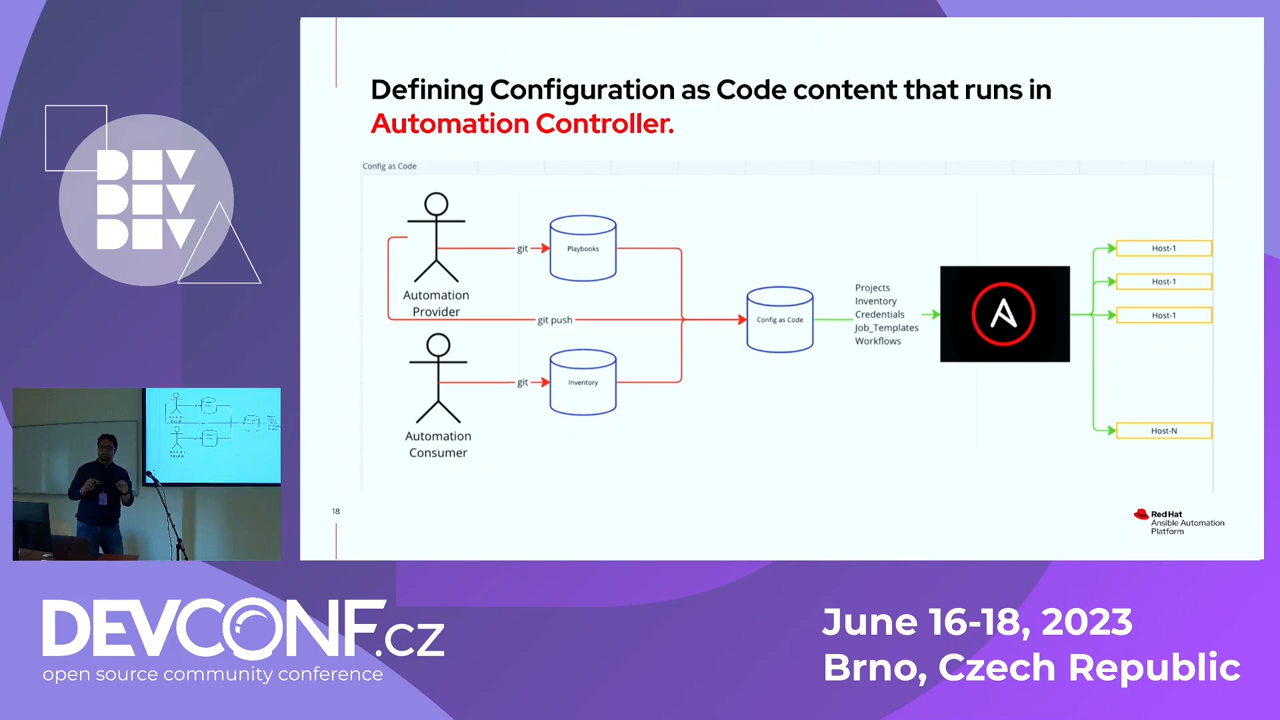 Defining Configuration as Code content that runs in
Automation Controller.
Config as Code
git
Playbooks
Automation
Provider
git push
Config as Code
Projects
Inventory
Credentials
Job_Templates
Workflows
git
Inventory
Automation
Consumer
Host-1
Host-1
Host-1
Host-N
18
Red Hat
Ansible Automation
Platform
DEV
DEV
DEV
DEVCONF.cz
open source community conference
June 16-18, 2023
Brno, Czech Republic